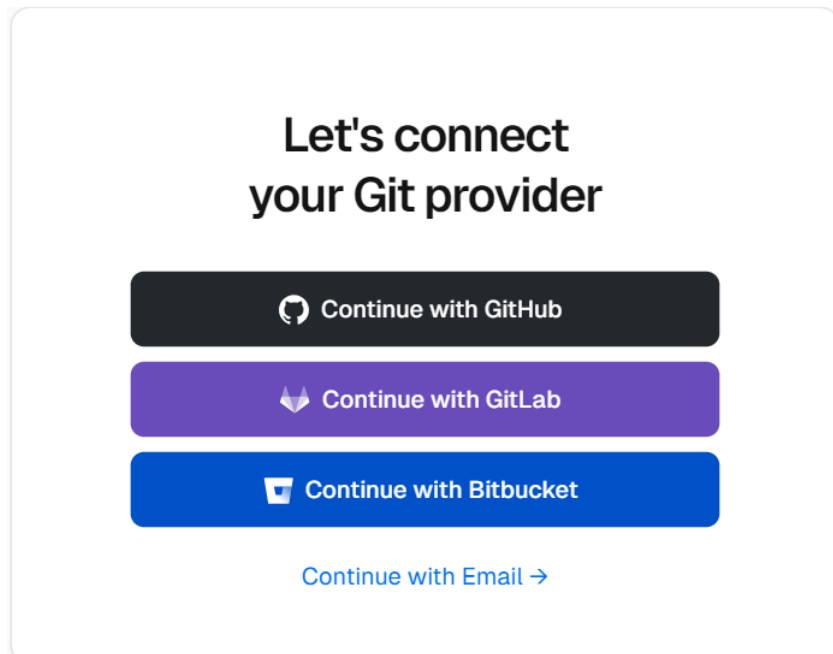 Let's connect
your Git provider
Continue with GitHub
Continue with GitLab
Continue with Bitbucket
Continue with Email →